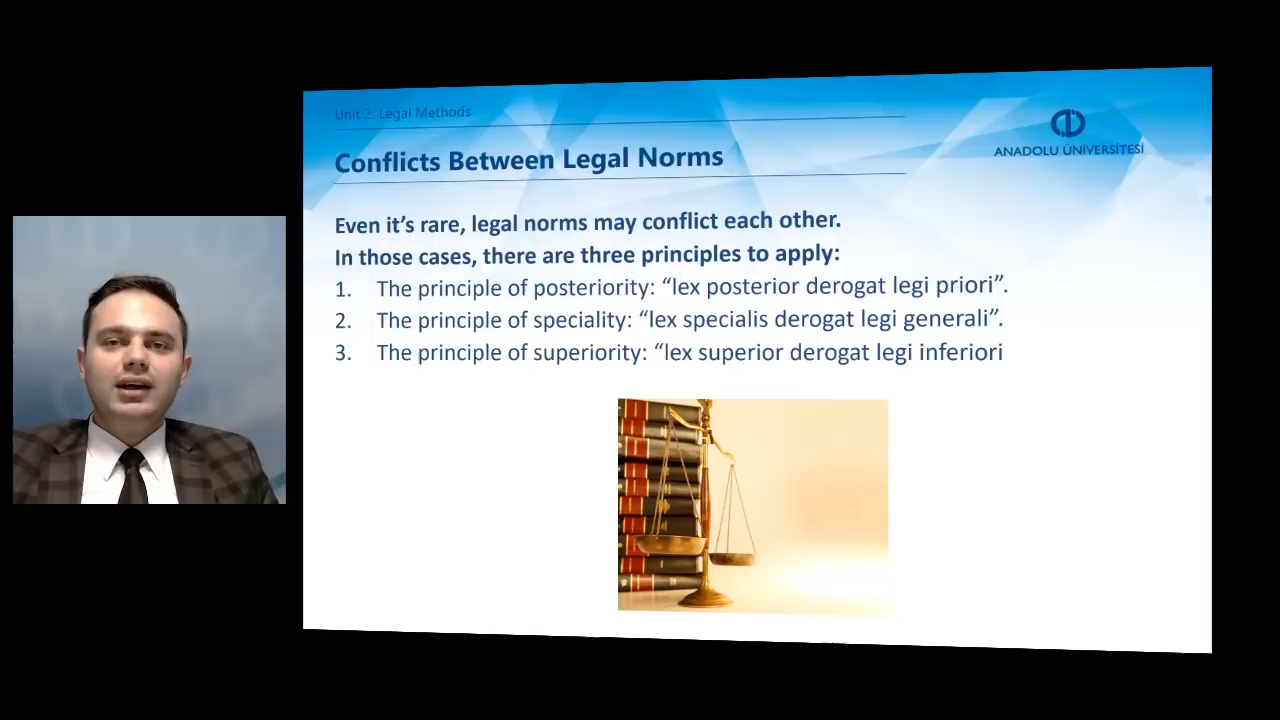 Unit 2: Legal Methods
ANADOLU ÜNİVERSİTESİ
Conflicts Between Legal Norms
Even it’s rare, legal norms may conflict each other.
In those cases, there are three principles to apply:
1. The principle of posteriority: “lex posterior derogat legi priori”.
2. The principle of speciality: “lex specialis derogat legi generali”.
3. The principle of superiority: “lex superior derogat legi inferiori